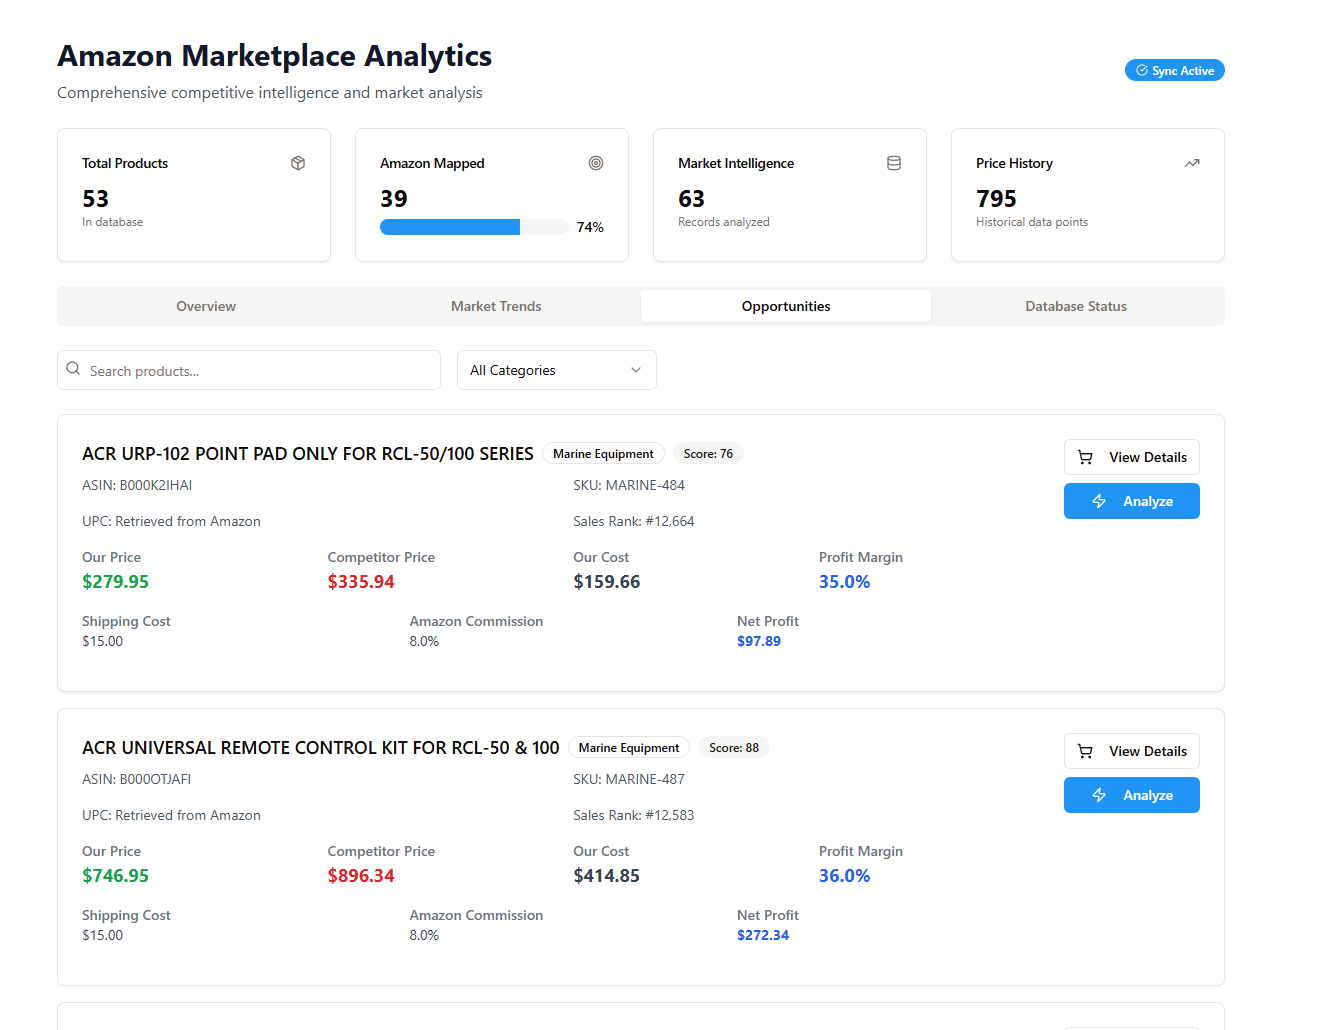 Amazon Marketplace Analytics
Comprehensive competitive intelligence and market analysis
Sync Active
Total Products
53
In database
Amazon Mapped
39
74%
Market Intelligence
63
Records analyzed
Price History
795
Historical data points
Overview
Market Trends
Opportunities
Database Status
Search products...
All Categories
ACR URP-102 POINT PAD ONLY FOR RCL-50/100 SERIES
Marine Equipment
Score: 76
View Details
Analyze
ASIN: B000K2IHAI
SKU: MARINE-484
UPC: Retrieved from Amazon
Sales Rank: #12,664
Our Price
$279.95
Competitor Price
$335.94
Our Cost
$159.66
Profit Margin
35.0%
Shipping Cost
$15.00
Amazon Commission
8.0%
Net Profit
$97.89
ACR UNIVERSAL REMOTE CONTROL KIT FOR RCL-50 & 100
Marine Equipment
Score: 88
View Details
Analyze
ASIN: B000OTJAFI
SKU: MARINE-487
UPC: Retrieved from Amazon
Sales Rank: #12,583
Our Price
$746.95
Competitor Price
$896.34
Our Cost
$414.85
Profit Margin
36.0%
Shipping Cost
$15.00
Amazon Commission
8.0%
Net Profit
$272.34